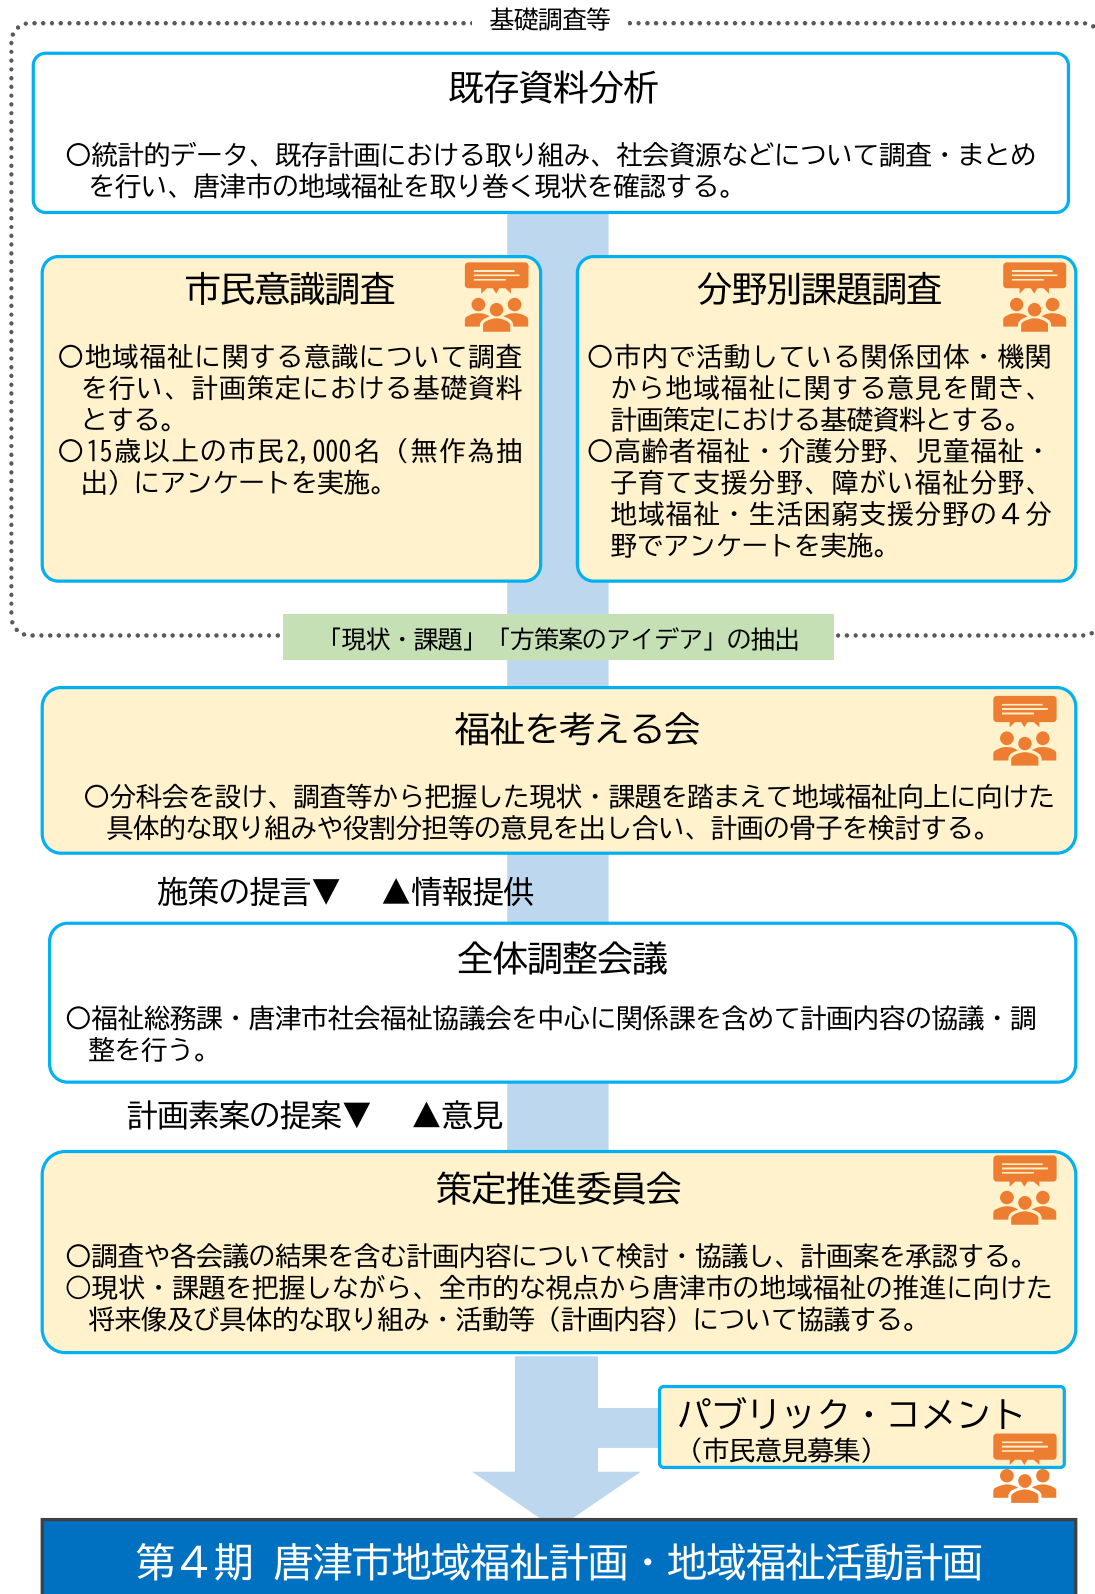 基礎調査等
既存資料分析
〇統計的データ、既存計画における取り組み、社会資源などについて調査・まとめ
を行い、唐津市の地域福祉を取り巻く現状を確認する。
市民意識調査
〇地域福祉に関する意識について調査
を行い、計画策定における基礎資料
とする。
〇15歳以上の市民2,000名（無作為抽
出）にアンケートを実施。
分野別課題調査
〇市内で活動している関係団体・機関
から地域福祉に関する意見を聞き、
計画策定における基礎資料とする。
〇高齢者福祉・介護分野、児童福祉・
子育て支援分野、障がい福祉分野、
地域福祉・生活困窮支援分野の４分
野でアンケートを実施。
「現状・課題」「方策案のアイデア」の抽出
福祉を考える会
〇分科会を設け、調査等から把握した現状・課題を踏まえて地域福祉向上に向けた
具体的な取り組みや役割分担等の意見を出し合い、計画の骨子を検討する。
施策の提言▼　▲情報提供
全体調整会議
〇福祉総務課・唐津市社会福祉協議会を中心に関係課を含めて計画内容の協議・調
整を行う。
計画素案の提案▼　▲意見
策定推進委員会
〇調査や各会議の結果を含む計画内容について検討・協議し、計画案を承認する。
〇現状・課題を把握しながら、全市的な視点から唐津市の地域福祉の推進に向けた
将来像及び具体的な取り組み・活動等（計画内容）について協議する。
パブリック・コメント
（市民意見募集）
第４期 唐津市地域福祉計画・地域福祉活動計画